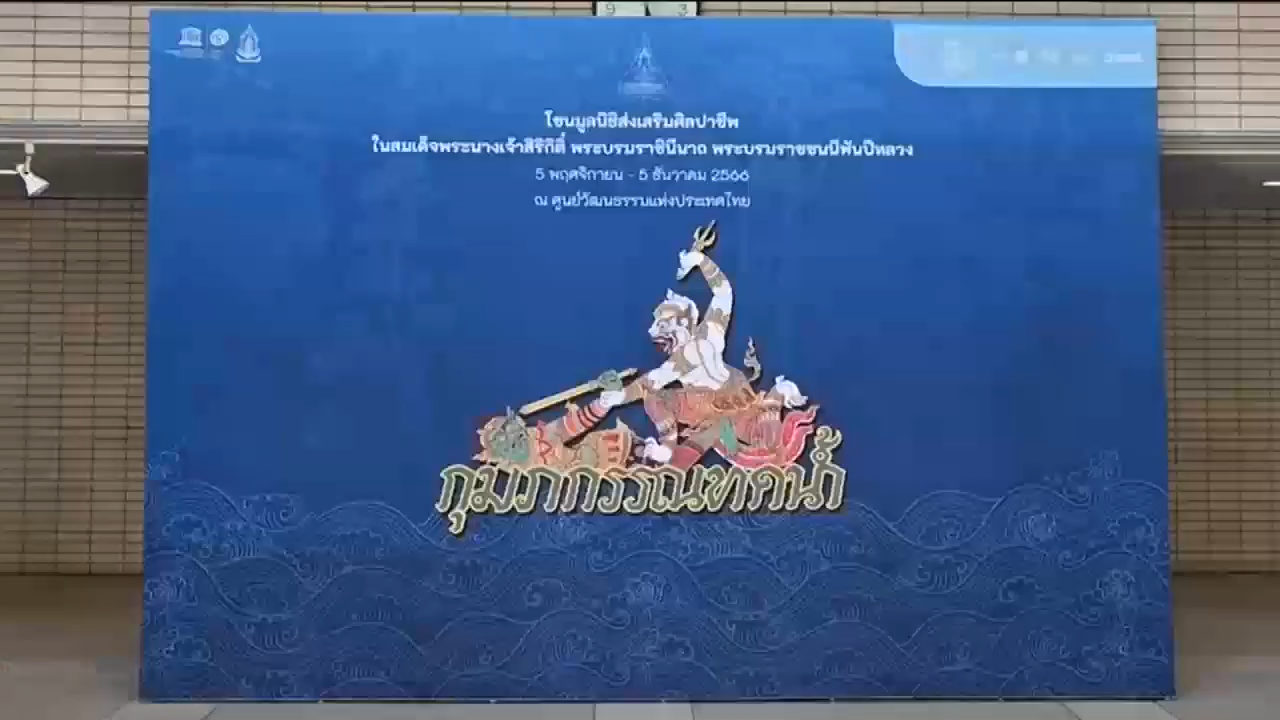 9 3
โขนมูลนิธิส่งเสริมศิลปาชีพ
ในสมเด็จพระนางเจ้าสิริกิติ์ พระบรมราชินีนาถ พระบรมราชชนนีพันปีหลวง
5 พฤศจิกายน - 5 ธันวาคม 2566
ณ ศูนย์วัฒนธรรมแห่งประเทศไทย
กุมภกรรณทดน้ำ